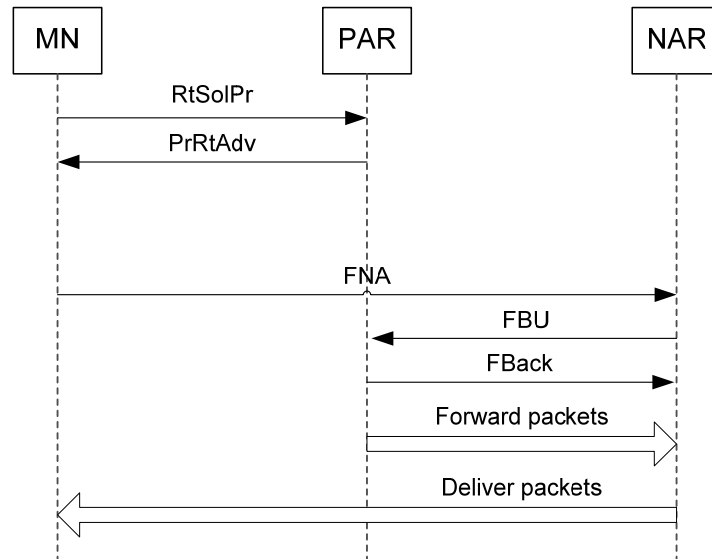 MN
PAR
NAR
RtSolPr
PrRtAdv
FNA
FBU
FBack
Forward packets
Deliver packets